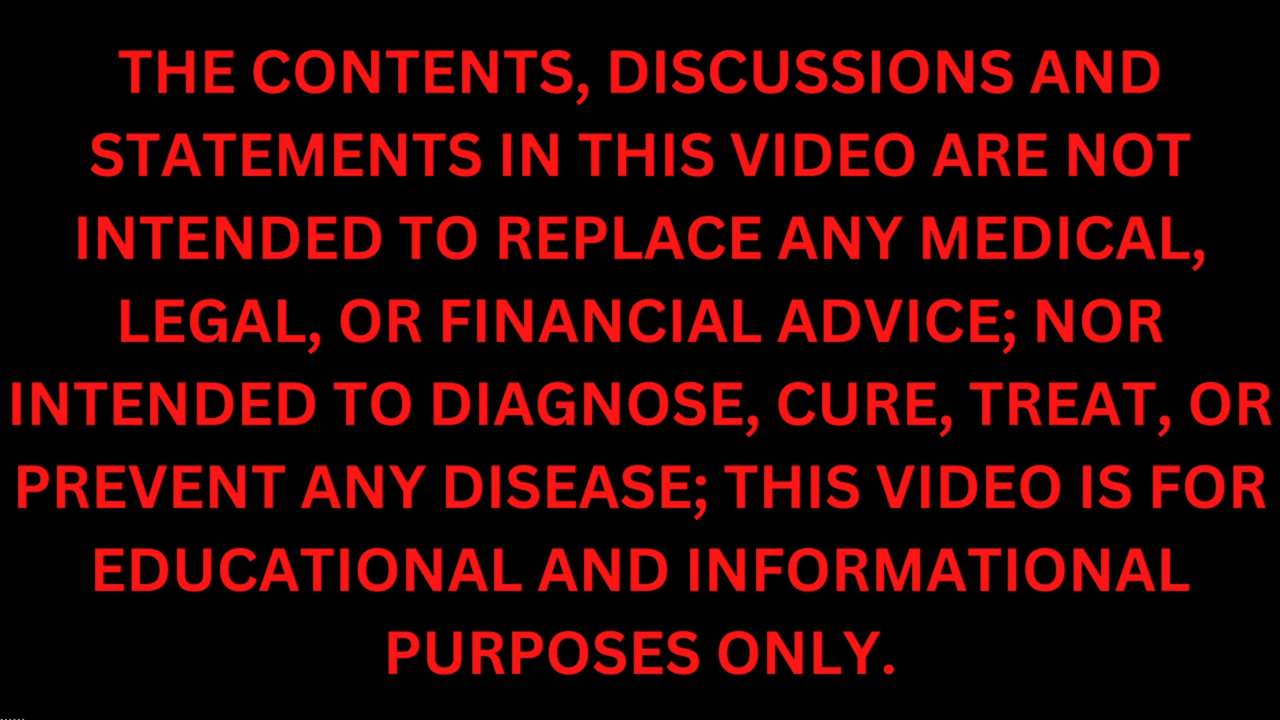 THE CONTENTS, DISCUSSIONS AND
STATEMENTS IN THIS VIDEO ARE NOT
INTENDED TO REPLACE ANY MEDICAL,
LEGAL, OR FINANCIAL ADVICE; NOR
INTENDED TO DIAGNOSE, CURE, TREAT, OR
PREVENT ANY DISEASE; THIS VIDEO IS FOR
EDUCATIONAL AND INFORMATIONAL
PURPOSES ONLY.